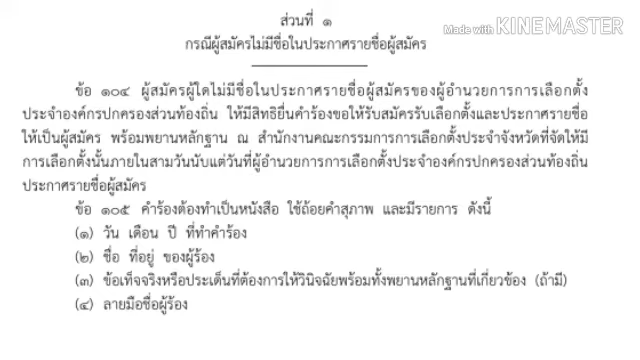 ส่วนที่ ๑
Made with KINEMASTER
กรณีผู้สมัครไม่มีชื่อในประกาศรายชื่อผู้สมัคร
ข้อ ๑๐๔ ผู้สมัครผู้ใดไม่มีชื่อในประกาศรายชื่อผู้สมัครของผู้อำนวยการการเลือกตั้ง
ประจำองค์กรปกครองส่วนท้องถิ่น ให้มีสิทธิยื่นคำร้องขอให้รับสมัครรับเลือกตั้งและประกาศรายชื่อ
ให้เป็นผู้สมัคร พร้อมพยานหลักฐาน ณ สำนักงานคณะกรรมการการเลือกตั้งประจำจังหวัดที่จัดให้มี
การเลือกตั้งนั้นภายในสามวันนับแต่วันที่ผู้อำนวยการการเลือกตั้งประจำองค์กรปกครองส่วนท้องถิ่น
ประกาศรายชื่อผู้สมัคร
ข้อ ๑๐๕ คำร้องต้องทำเป็นหนังสือ ใช้ถ้อยคำสุภาพ และมีรายการ ดังนี้
(๑) วัน เดือน ปี ที่ทำคำร้อง
(๒) ชื่อ ที่อยู่ ของผู้ร้อง
(๓) ข้อเท็จจริงหรือประเด็นที่ต้องการให้วินิจฉัยพร้อมทั้งพยานหลักฐานที่เกี่ยวข้อง (ถ้ามี)
(๔) ลายมือชื่อผู้ร้อง